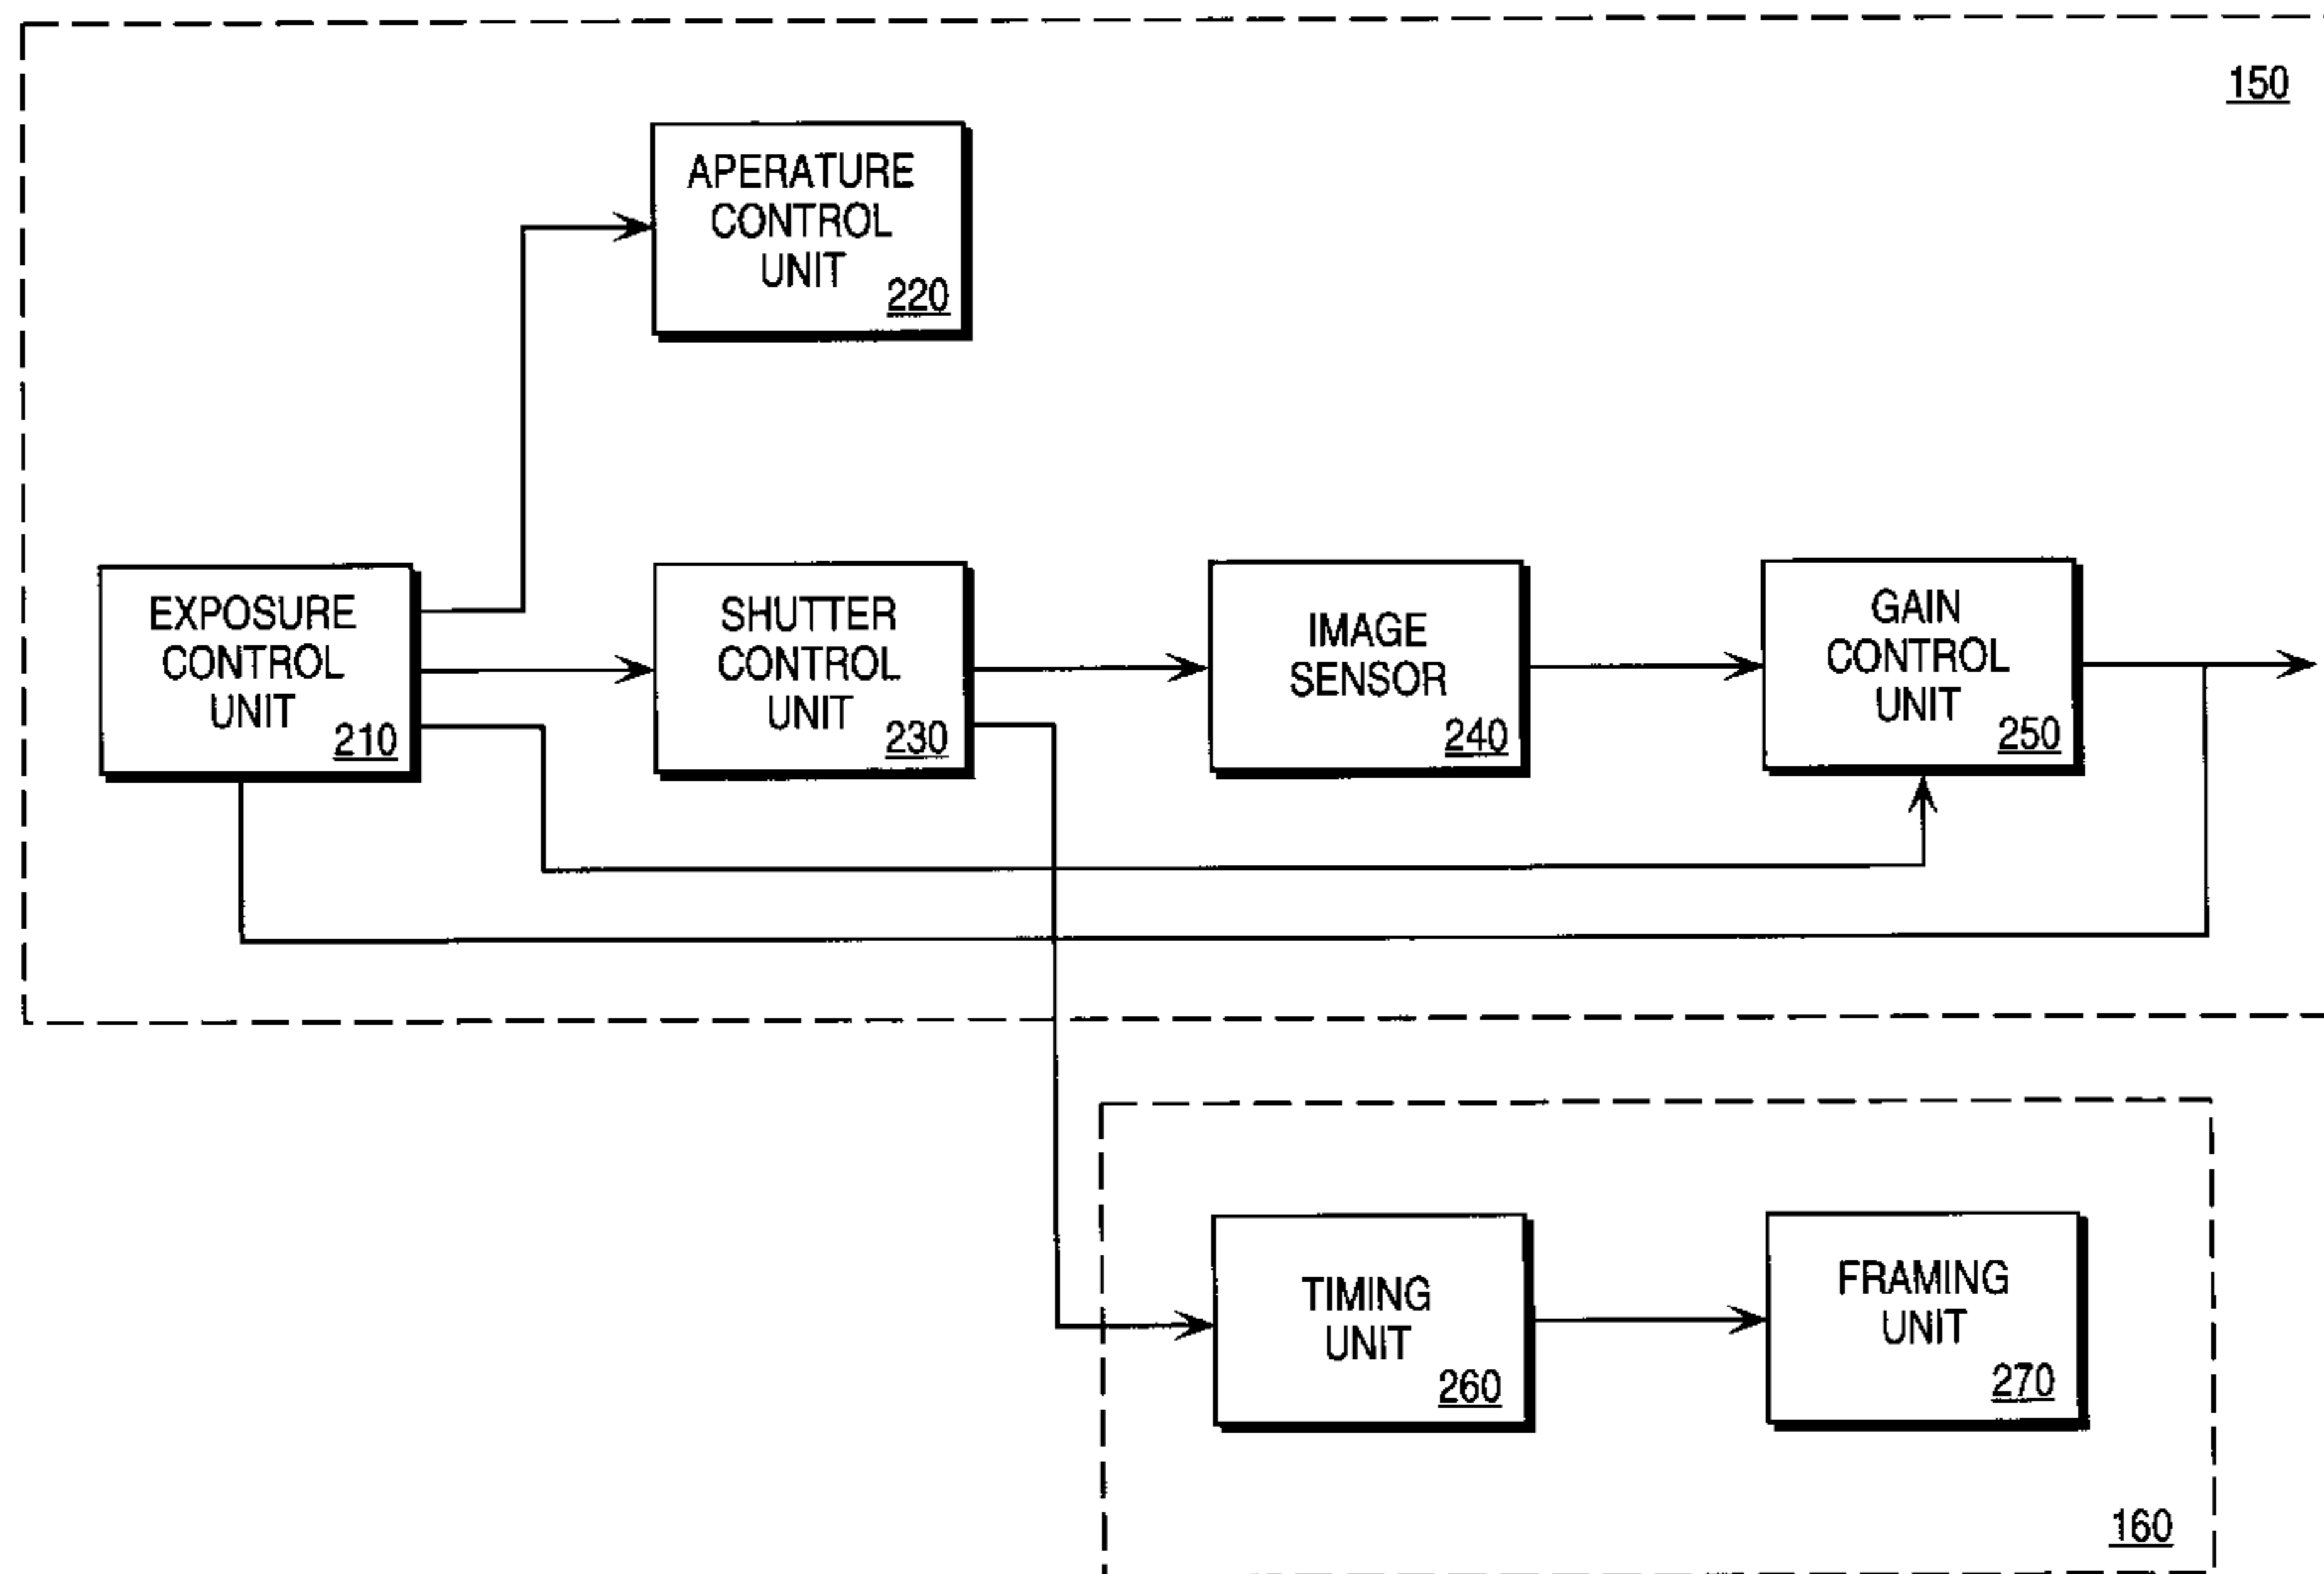 150
APERATURE
CONTROL
UNIT
220
EXPOSURE
CONTROL
UNIT
210
SHUTTER
CONTROL
UNIT
230
IMAGE
SENSOR
240
GAIN
CONTROL
UNIT
250
TIMING
UNIT
260
FRAMING
UNIT
270
160